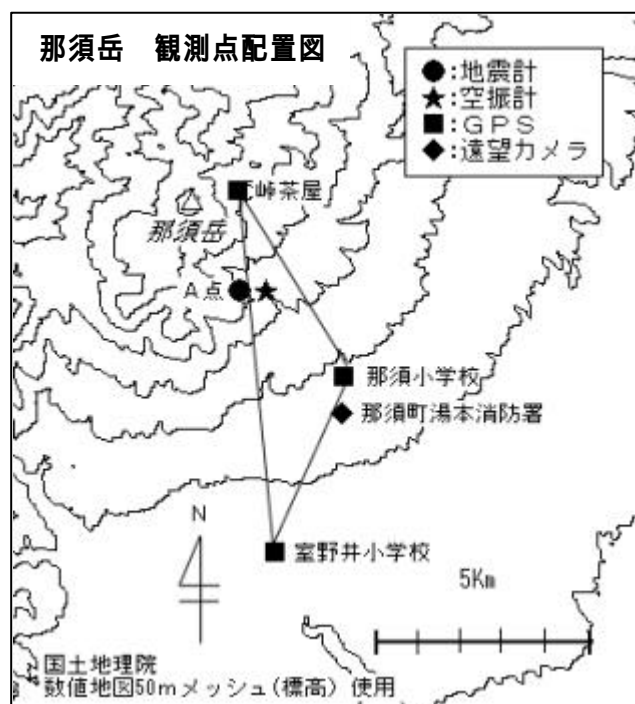 那須岳 観測点配置図
●:地震計
★:空振計
■:GPS
◆:遠望カメラ
峠茶屋
那須岳
A点
那須小学校
那須町湯本消防署
N
室野井小学校
5Km
国土地理院
数値地図50mメッシュ(標高) 使用